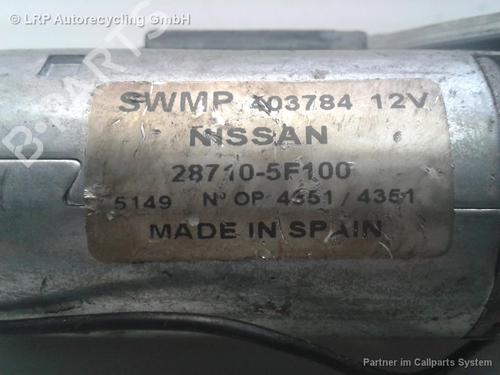 © LRP Autorecycling GmbH
SWMP 403784 12V
NISSAN
28710-5F100
5149 Nº OP 4351 / 4351
MADE IN SPAIN
Partner im Callparts System